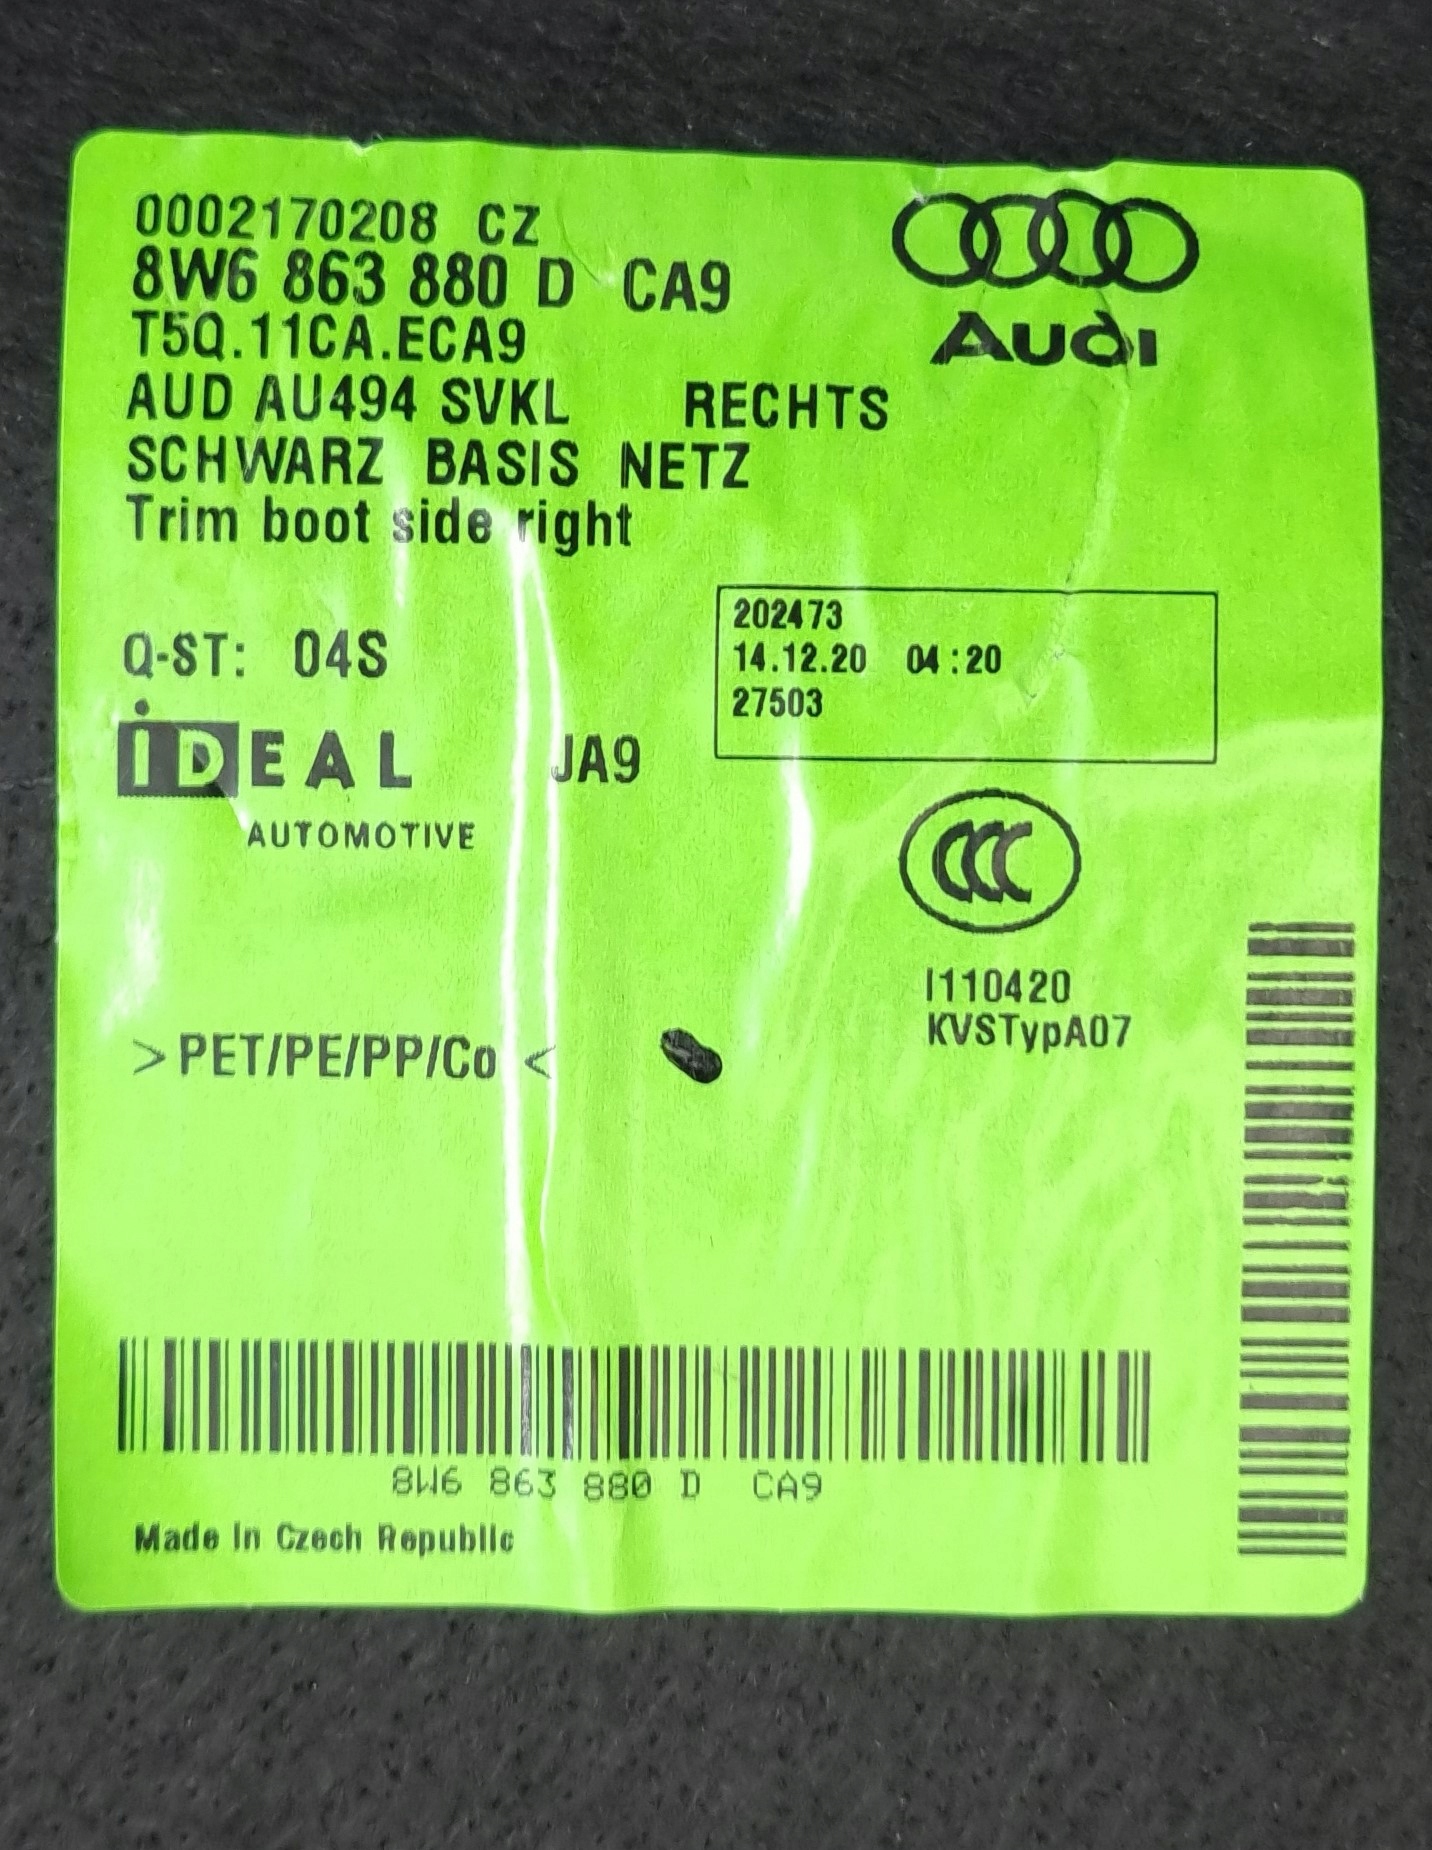 0002170208 CZ
8W6 863 880 D CA9
T5Q.11CA.ECA9
AUD AU494 SVKL RECHTS
SCHWARZ BASIS NETZ
Trim boot side right
Audi
Q-ST: 04S
202473
14.12.20 04:20
27503
iDEAL
AUTOMOTIVE
JA9
CCC
I110420
KVSTypA07
>PET/PE/PP/Co <
8W6 863 880 D CA9
Made in Czech Republic